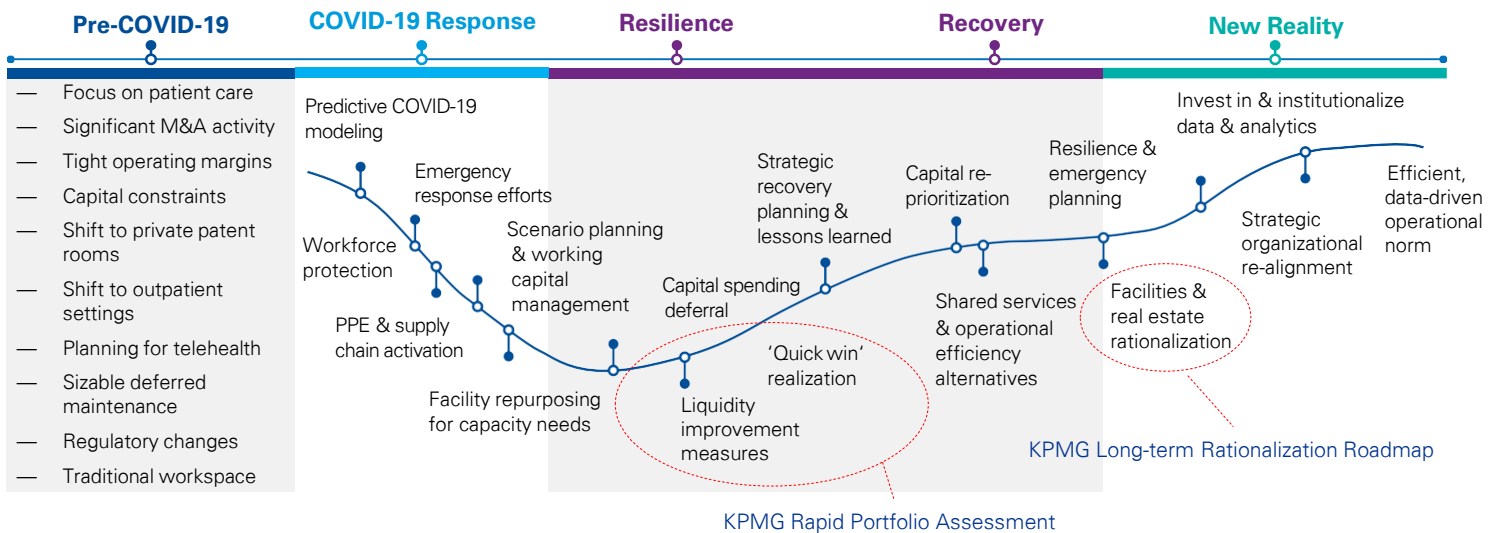 Pre-COVID-19
COVID-19 Response
Resilience
Recovery
New Reality
— Focus on patient care
— Significant M&A activity
— Tight operating margins
— Capital constraints
— Shift to private patent
rooms
— Shift to outpatient
settings
— Planning for telehealth
— Sizable deferred
maintenance
— Regulatory changes
— Traditional workspace
Predictive COVID-19
modeling
Emergency
response efforts
Workforce
protection
PPE & supply
chain activation
Scenario planning
& working
capital
management
Facility repurposing
for capacity needs
Capital spending
deferral
Liquidity
improvement
measures
'Quick win'
realization
Strategic
recovery
planning &
lessons learned
Capital re-
prioritization
Shared services
& operational
efficiency
alternatives
Resilience &
emergency
planning
Facilities &
real estate
rationalization
Invest in & institutionalize
data & analytics
Strategic
organizational
re-alignment
Efficient,
data-driven
operational
norm
KPMG Long-term Rationalization Roadmap
KPMG Rapid Portfolio Assessment